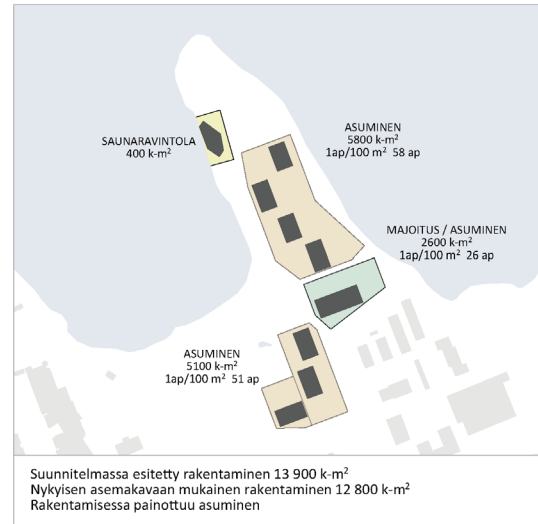 SAUNARAVINTOLA
400 k-m²
ASUMINEN
5800 k-m²
1ap/100 m² 58 ap
MAJOITUS / ASUMINEN
2600 k-m²
1ap/100 m² 26 ap
ASUMINEN
5100 k-m²
1ap/100 m² 51 ap
Suunnitelmassa esitetty rakentaminen 13 900 k-m²
Nykyisen asemakaavan mukainen rakentaminen 12 800 k-m²
Rakentamisessa painottuu asuminen